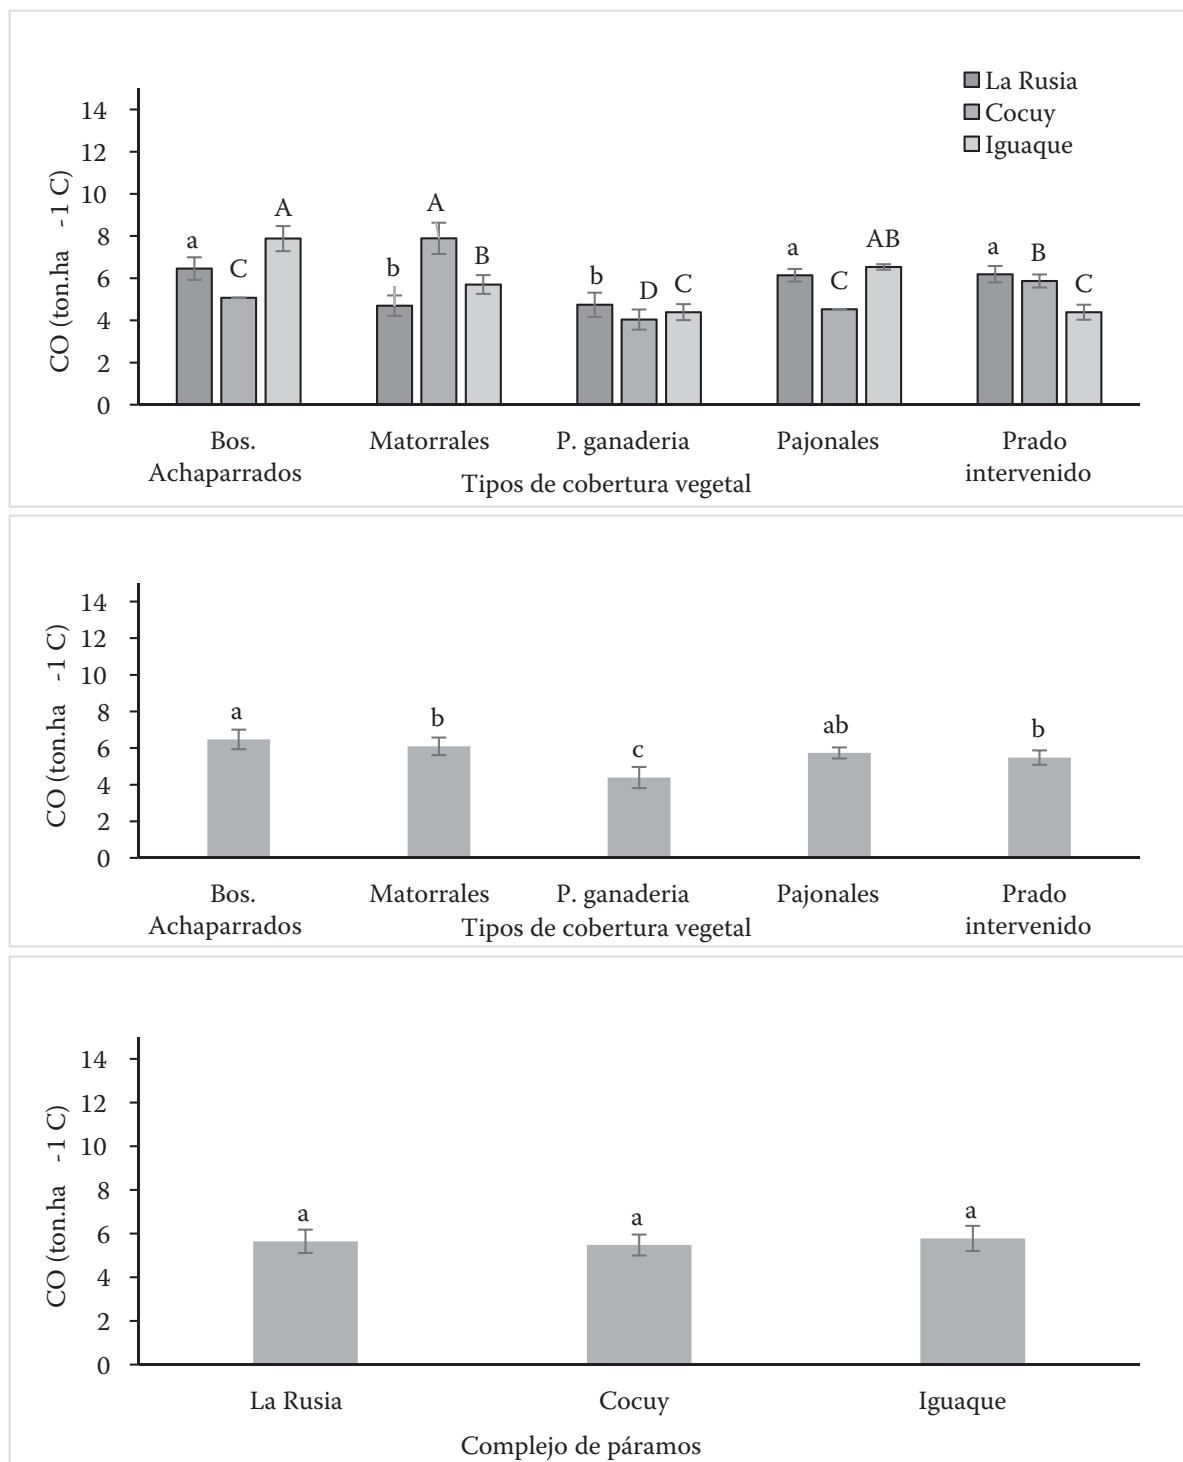 La Rusia
Cocuy
Iguaque
CO (ton.ha -1 C)
14
12
10
8
6
4
2
0
a
C
A
b
A
B
b
D
C
a
C
AB
a
B
C
Bos.
Achaparrados
Matorrales
P. ganaderia
Pajonales
Prado
intervenido
Tipos de cobertura vegetal
CO (ton.ha -1 C)
14
12
10
8
6
4
2
0
a
b
c
ab
b
Bos.
Achaparrados
Matorrales
P. ganaderia
Pajonales
Prado
intervenido
Tipos de cobertura vegetal
CO (ton.ha -1 C)
14
12
10
8
6
4
2
0
a
a
a
La Rusia
Cocuy
Iguaque
Complejo de páramos